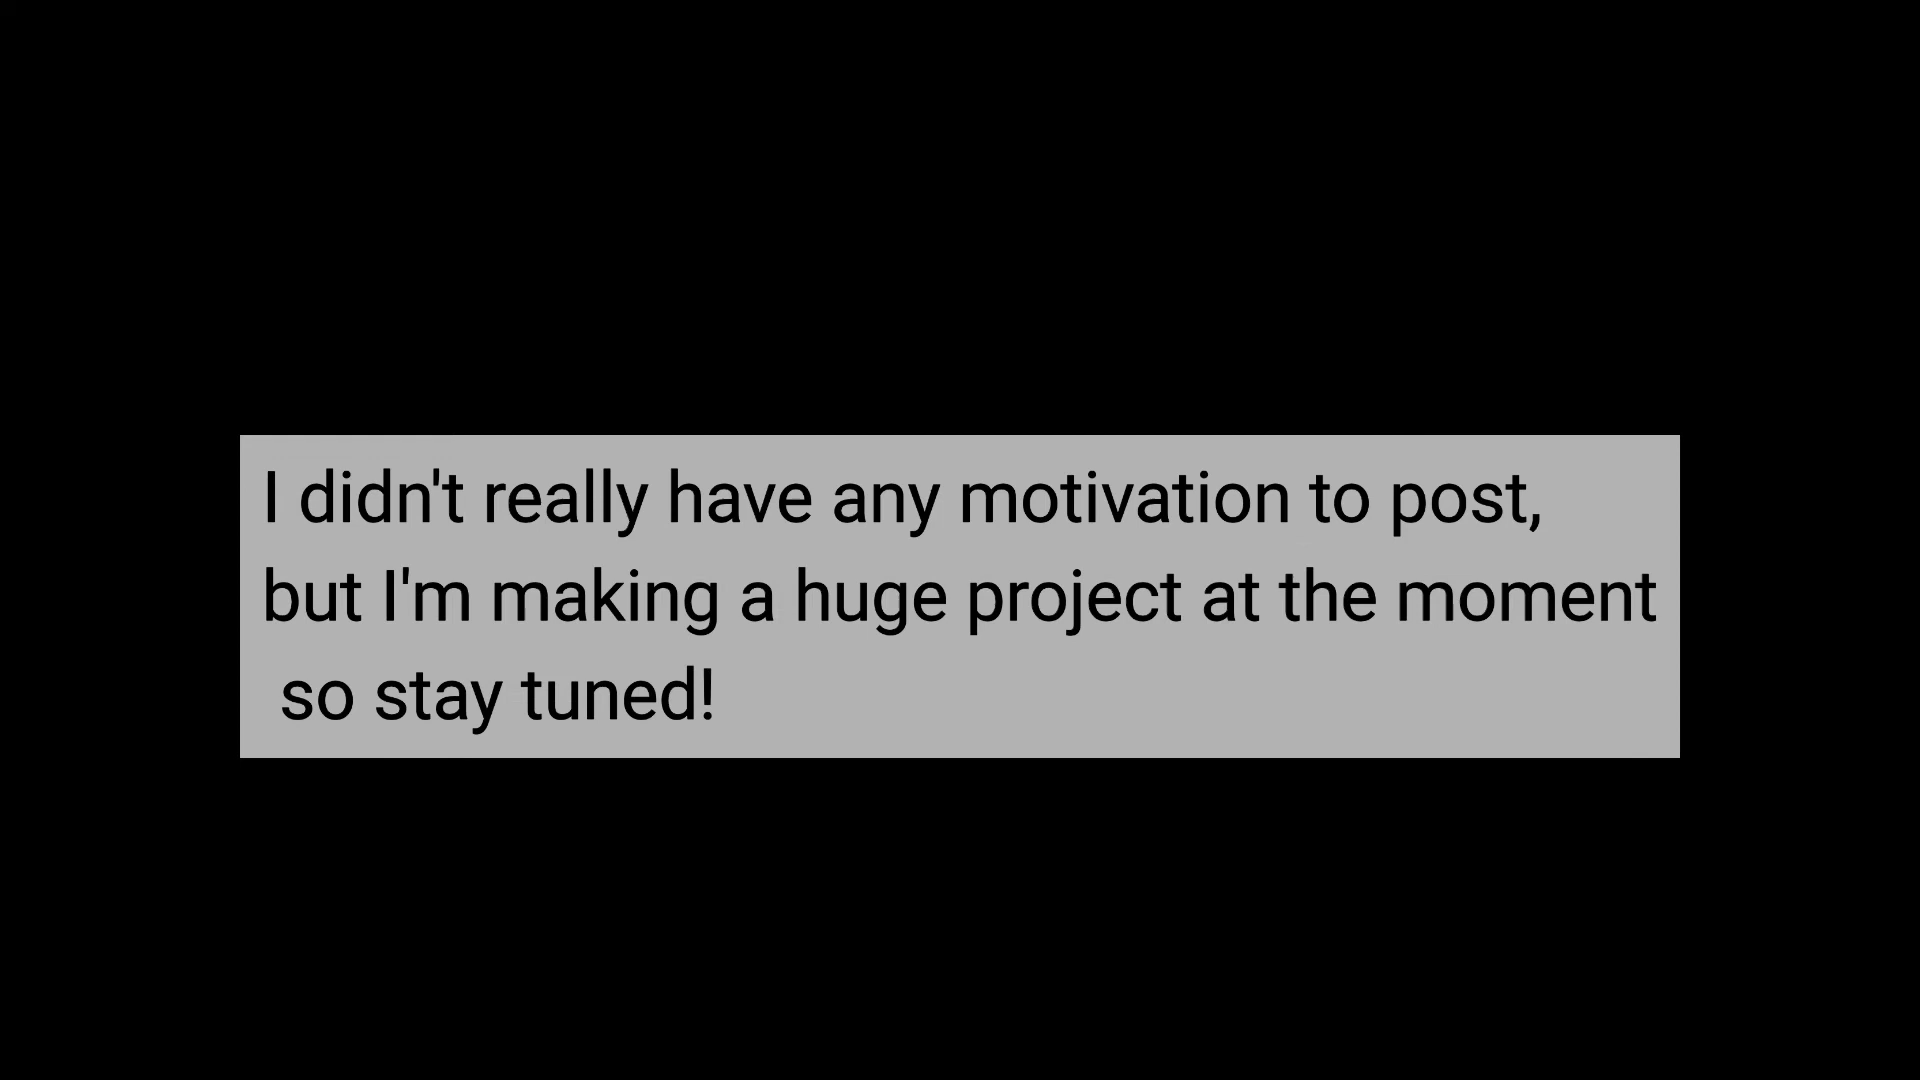 I didn't really have any motivation to post,
but I'm making a huge project at the moment
so stay tuned!